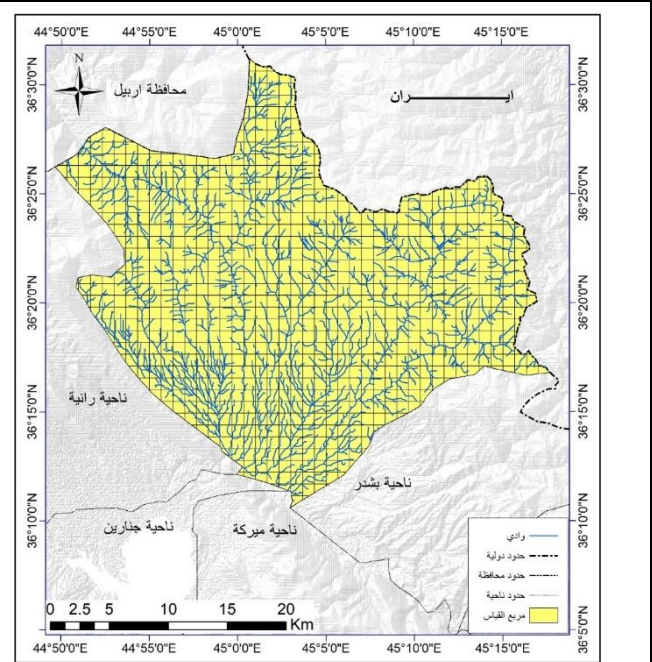 44°50'0"E 44°55'0"E 45°0'0"E 45°5'0"E 45°10'0"E 45°15'0"E
36°30'0"N 36°30'0"N
N
محافظة اربيل
ايران
36°25'0"N 36°25'0"N
36°20'0"N 36°20'0"N
ناحية رانية
36°15'0"N 36°15'0"N
ناحية بشدر
36°10'0"N 36°10'0"N
ناحية جنارين
ناحية ميركة
وادي
حدود دولية
حدود محافظة
حدود ناحية
مربع القياس
0 2.5 5 10 15 20
Km
36°5'0"N 36°5'0"N
44°50'0"E 44°55'0"E 45°0'0"E 45°5'0"E 45°10'0"E 45°15'0"E